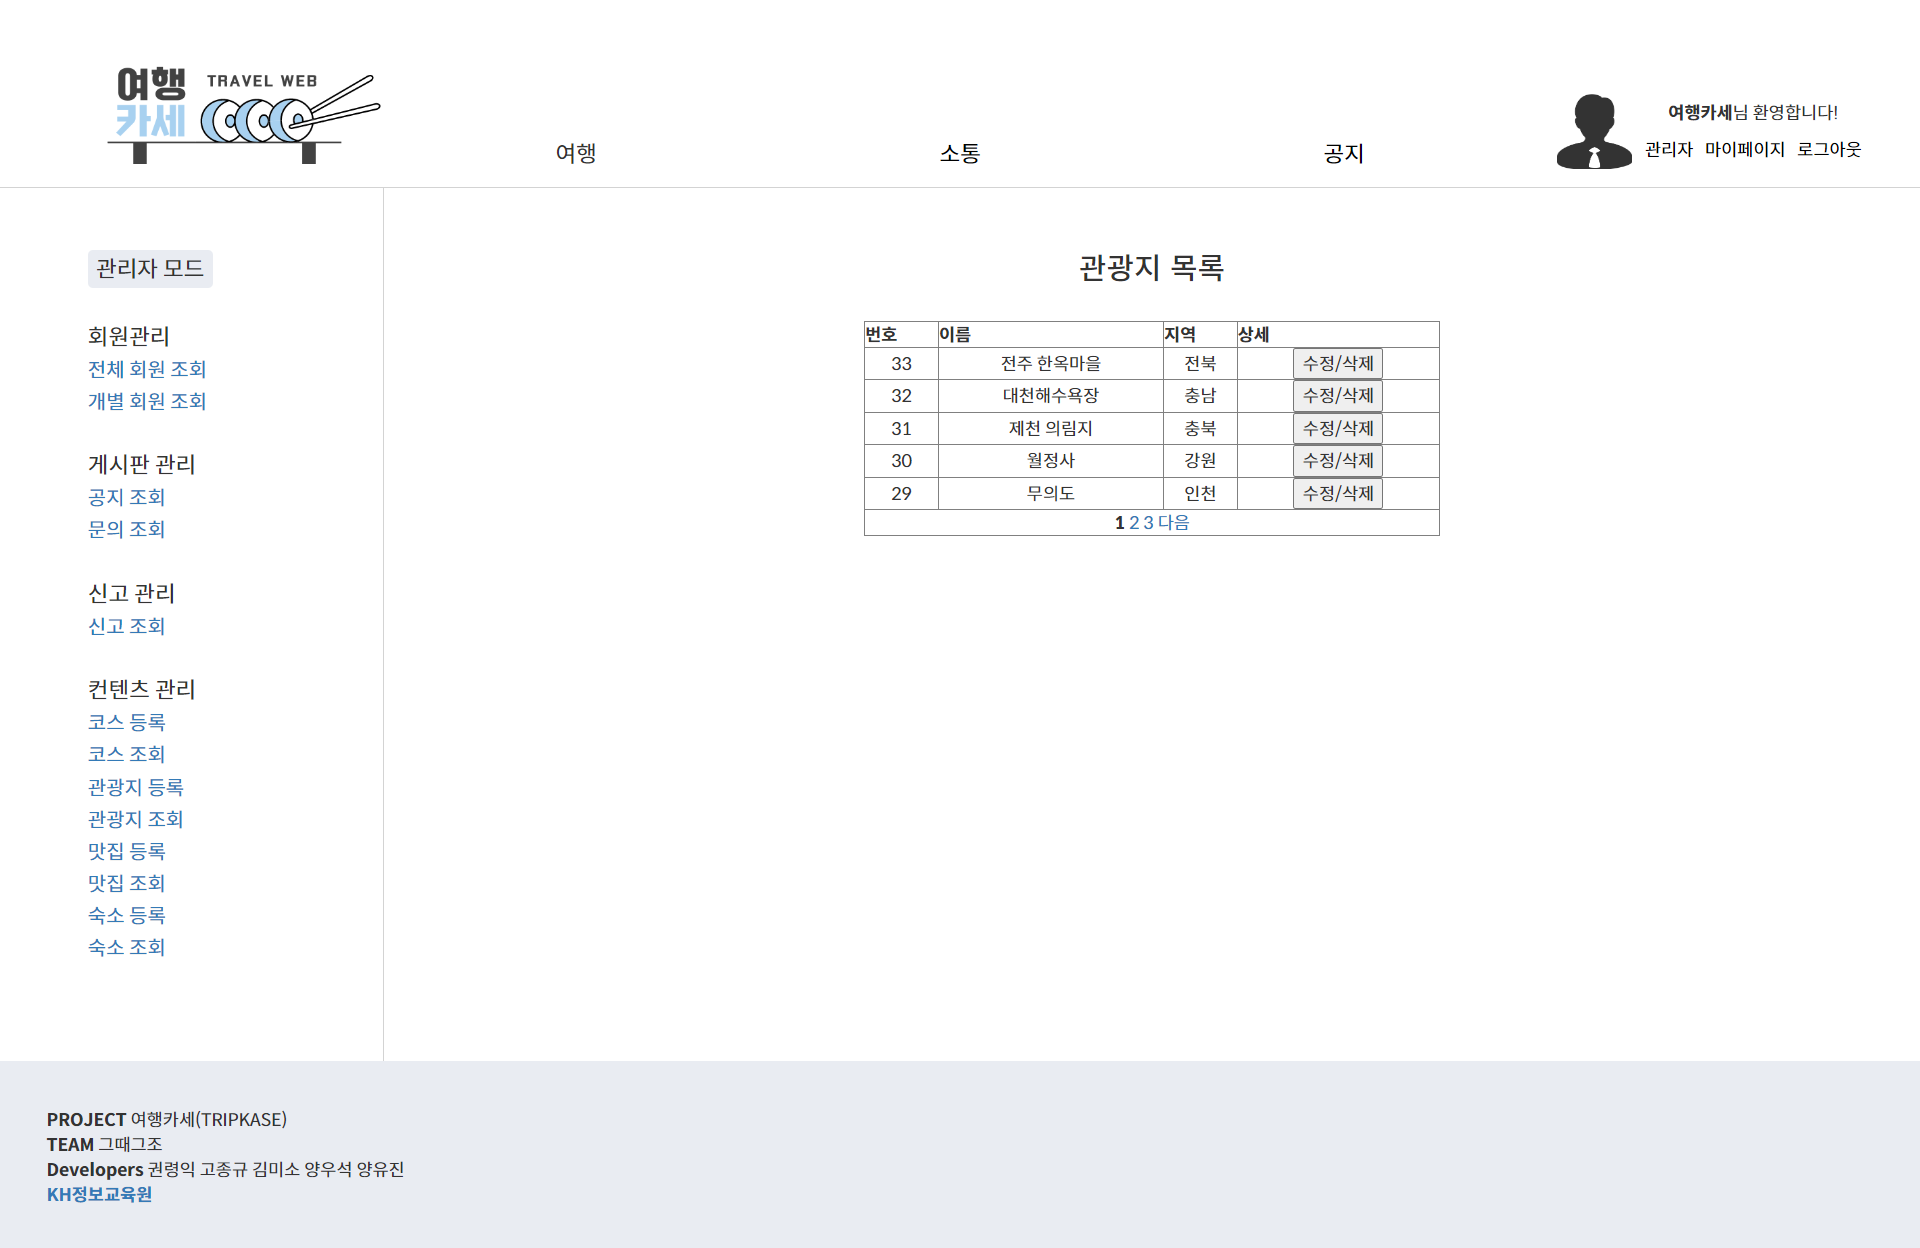 여행 TRAVEL WEB
카세
여행 소통 공지
여행카세님 환영합니다!
관리자 마이페이지 로그아웃
관리자 모드
회원관리
전체 회원 조회
개별 회원 조회
게시판 관리
공지 조회
문의 조회
신고 관리
신고 조회
컨텐츠 관리
코스 등록
코스 조회
관광지 등록
관광지 조회
맛집 등록
맛집 조회
숙소 등록
숙소 조회
관광지 목록
번호 이름 지역 상세
33 전주 한옥마을 전북 수정/삭제
32 대천해수욕장 충남 수정/삭제
31 제천 의림지 충북 수정/삭제
30 월정사 강원 수정/삭제
29 무의도 인천 수정/삭제
1 2 3 다음
PROJECT 여행카세(TRIPKASE)
TEAM 그때그조
Developers 권령익 고종규 김미소 양우석 양유진
KH정보교육원